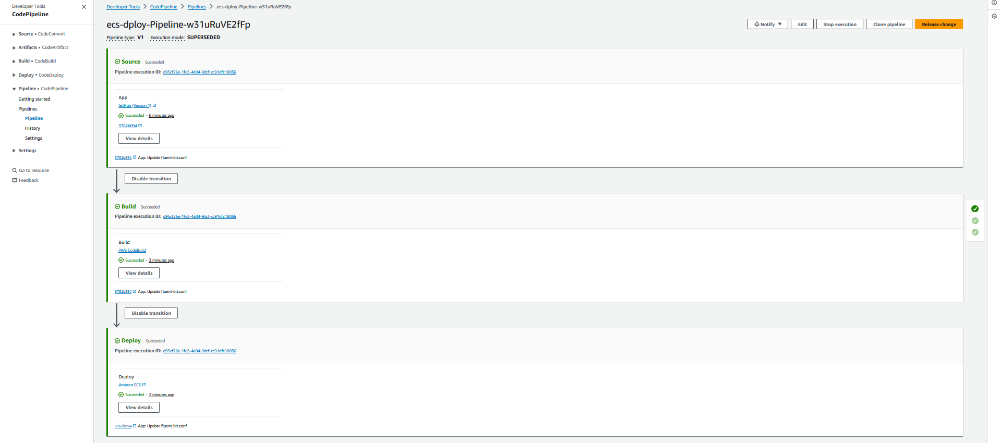 Developer Tools
CodePipeline
Source • CodeCommit
Artifacts • CodeArtifact
Build • CodeBuild
Deploy • CodeDeploy
Pipeline • CodePipeline
Getting started
Pipelines
Pipeline
History
Settings
Settings
Go to resource
Feedback
Developer Tools > CodePipeline > Pipelines > ecs-dploy-Pipeline-w31uRuVE2fFp
ecs-dploy-Pipeline-w31uRuVE2fFp
Notify
Edit
Stop execution
Clone pipeline
Release change
Pipeline type: V1 Execution mode: SUPERSEDED
Source Succeeded
Pipeline execution ID: d95cf26e-1fe5-4e04-9dcf-cc91dfc18056
App
GitHub (Version 1)
Succeeded - 6 minutes ago
3762b094
View details
3762b094 App: Update fluent-bit.conf
Disable transition
Build Succeeded
Pipeline execution ID: d95cf26e-1fe5-4e04-9dcf-cc91dfc18056
Build
AWS CodeBuild
Succeeded - 3 minutes ago
View details
3762b094 App: Update fluent-bit.conf
Disable transition
Deploy Succeeded
Pipeline execution ID: d95cf26e-1fe5-4e04-9dcf-cc91dfc18056
Deploy
Amazon ECS
Succeeded - 2 minutes ago
View details
3762b094 App: Update fluent-bit.conf